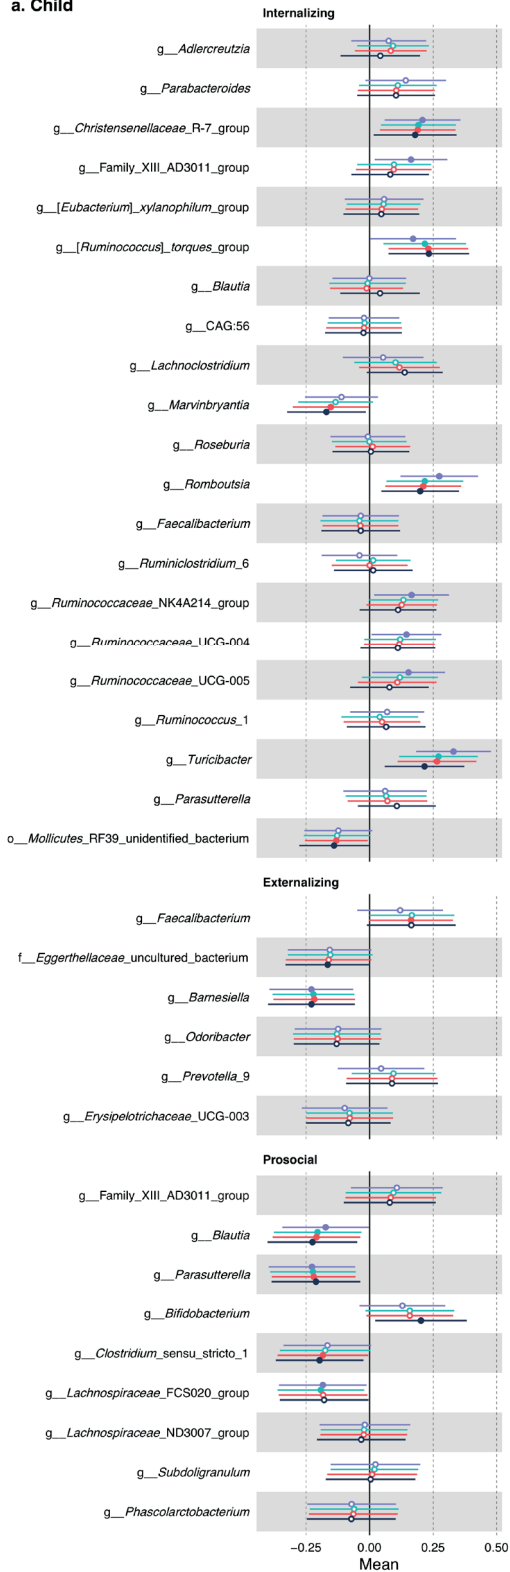 a. Child
Internalizing
g__Adlercreutzia
g__Parabacteroides
g__Christensenellaceae_R-7_group
g__Family_XIII_AD3011_group
g__[Eubacterium]_xylanophilum_group
g__[Ruminococcus]_torques_group
g__Blautia
g__CAG:56
g__Lachnoclostridium
g__Marvinbryantia
g__Roseburia
g__Romboutsia
g__Faecalibacterium
g__Ruminiclostridium_6
g__Ruminococcaceae_NK4A214_group
g__Ruminococcaceae_UCG-004
g__Ruminococcaceae_UCG-005
g__Ruminococcus_1
g__Turicibacter
g__Parasutterella
o__Mollicutes_RF39_unidentified_bacterium
Externalizing
g__Faecalibacterium
f__Eggerthellaceae_uncultured_bacterium
g__Barnesiella
g__Odoribacter
g__Prevotella_9
g__Erysipelotrichaceae_UCG-003
Prosocial
g__Family_XIII_AD3011_group
g__Blautia
g__Parasutterella
g__Bifidobacterium
g__Clostridium_sensu_stricto_1
g__Lachnospiraceae_FCS020_group
g__Lachnospiraceae_ND3007_group
g__Subdoligranulum
g__Phascolarctobacterium
−0.25 0.00 0.25 0.50
Mean